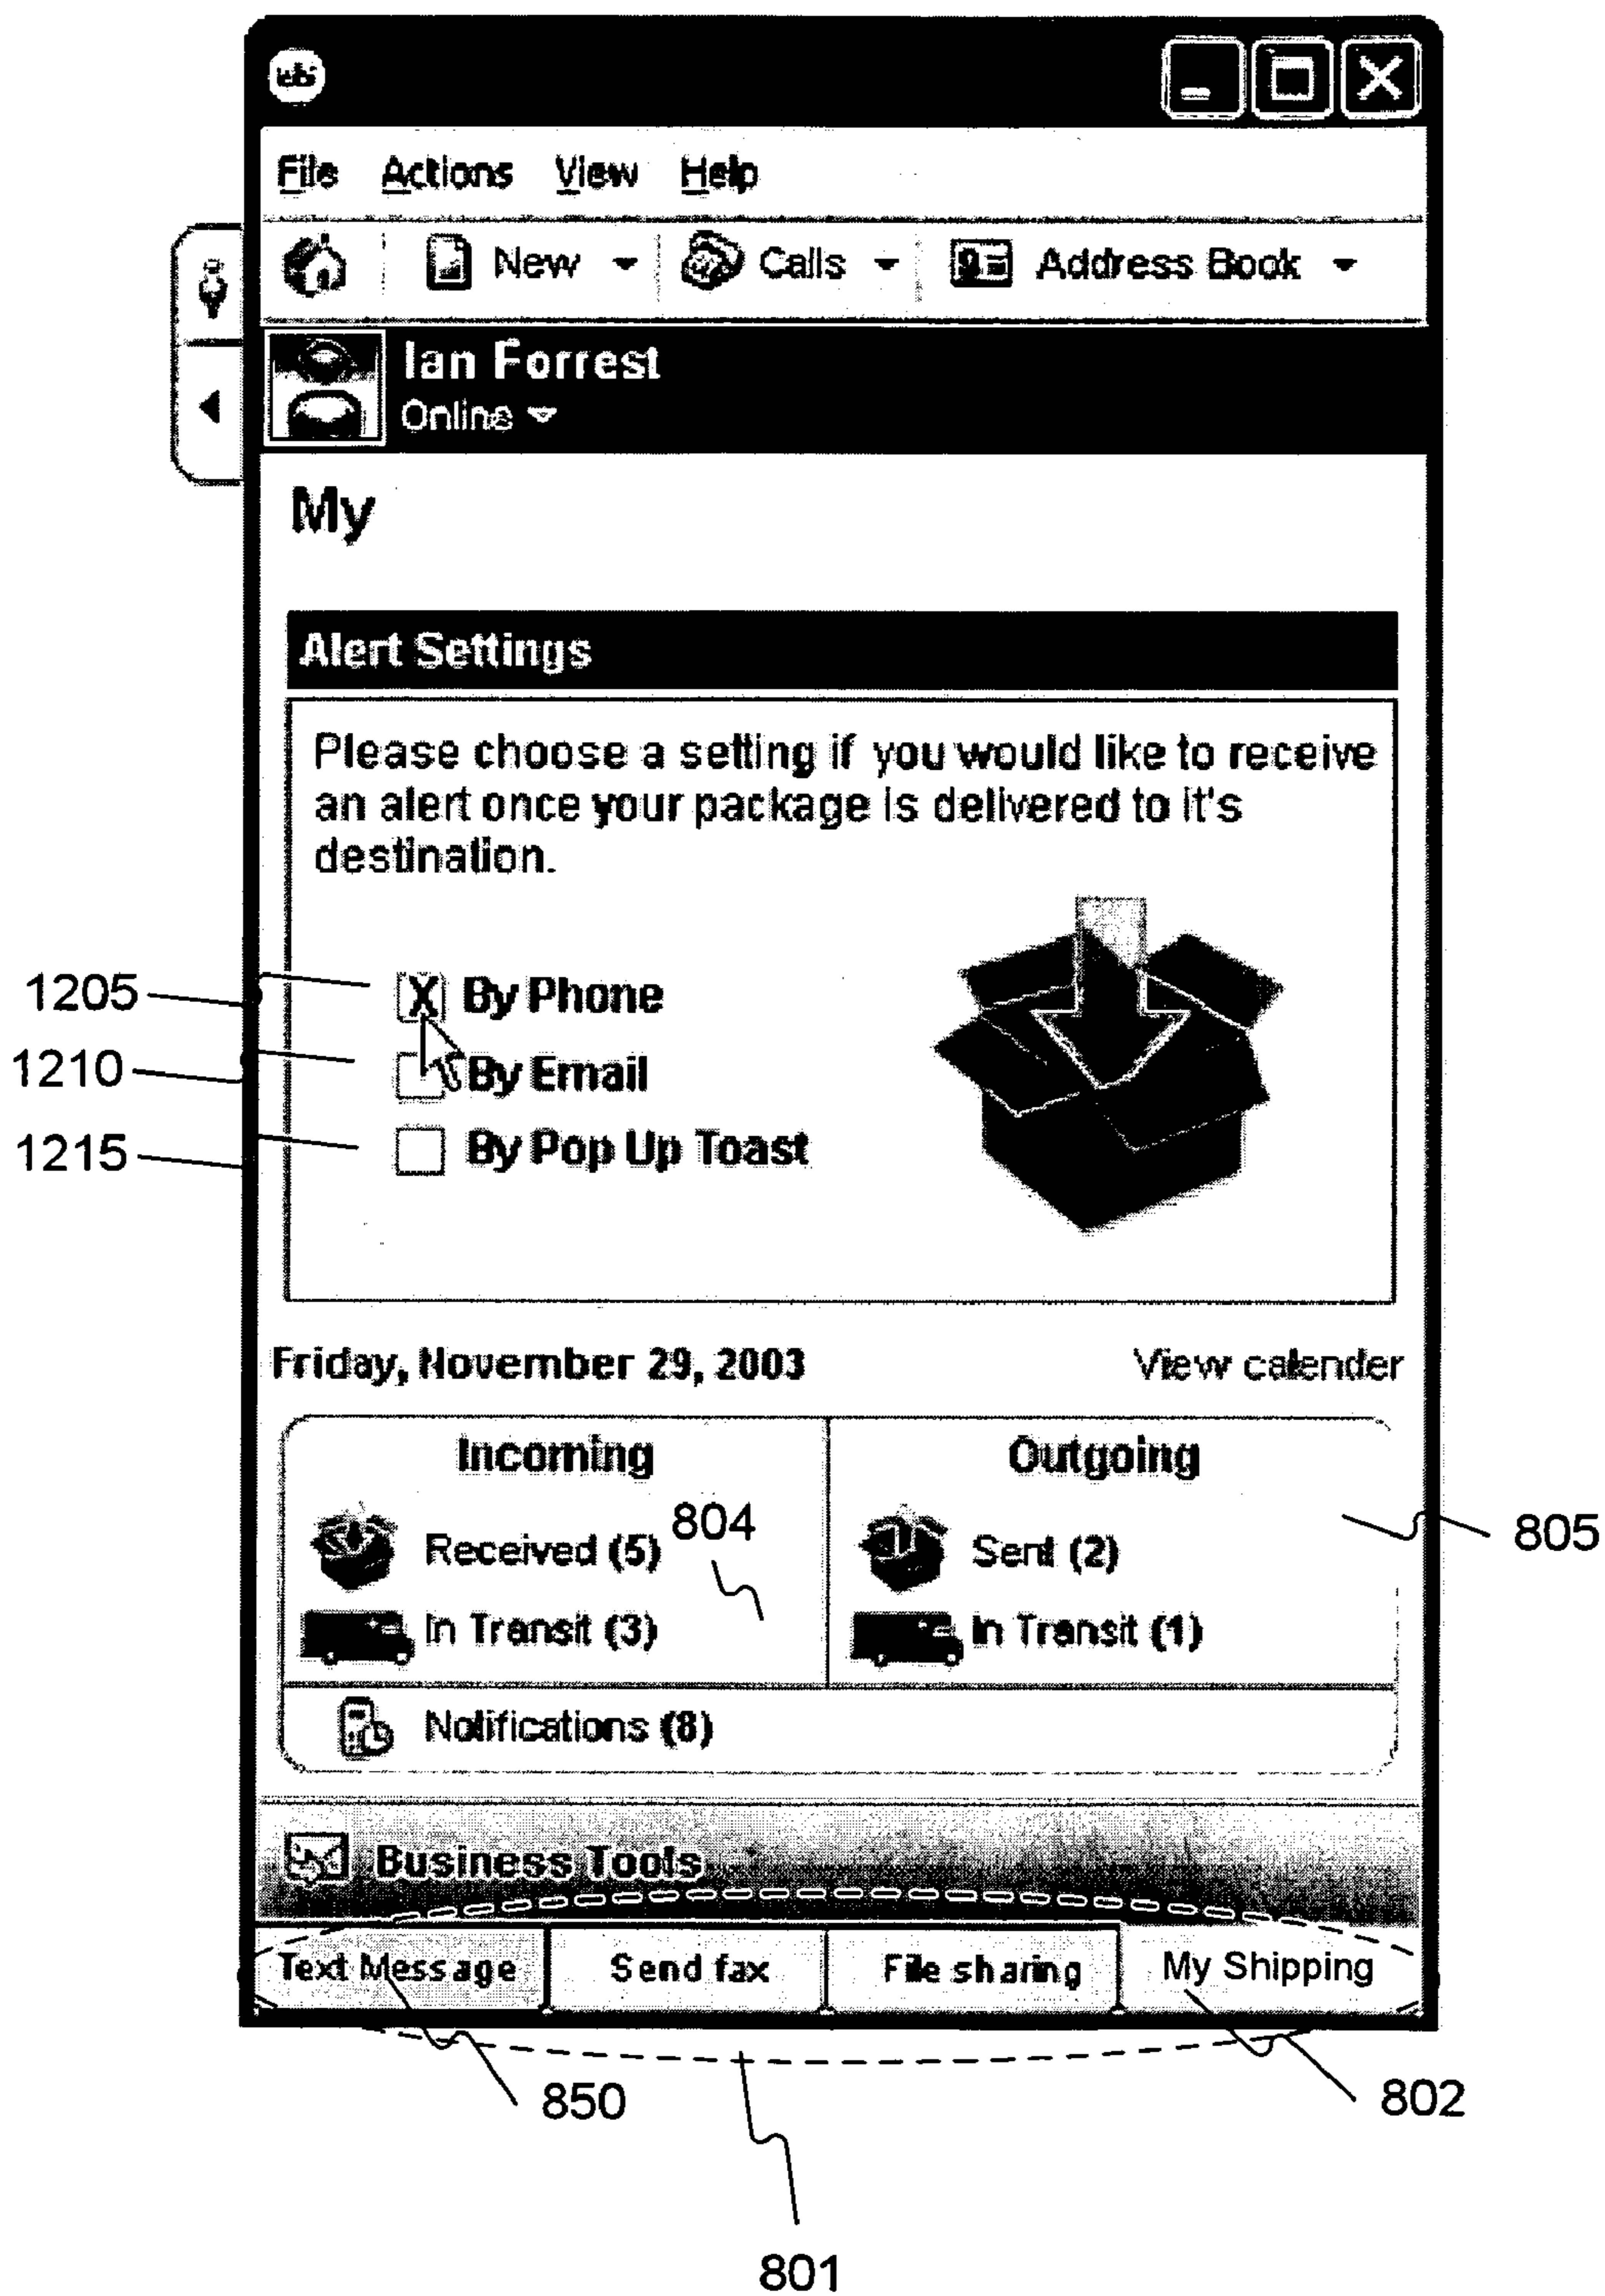 File Actions View Help
New Calls Address Book
Ian Forrest
Online
My
Alert Settings
Please choose a setting if you would like to receive
an alert once your package is delivered to it's
destination.
1205 X By Phone
1210 By Email
1215 By Pop Up Toast
Friday, November 29, 2003 View calender
Incoming Outgoing
804
Received (5) Sent (2) 805
In Transit (3) In Transit (1)
Notifications (8)
Business Tools
Text Message Send fax File sharing My Shipping
850 802
801